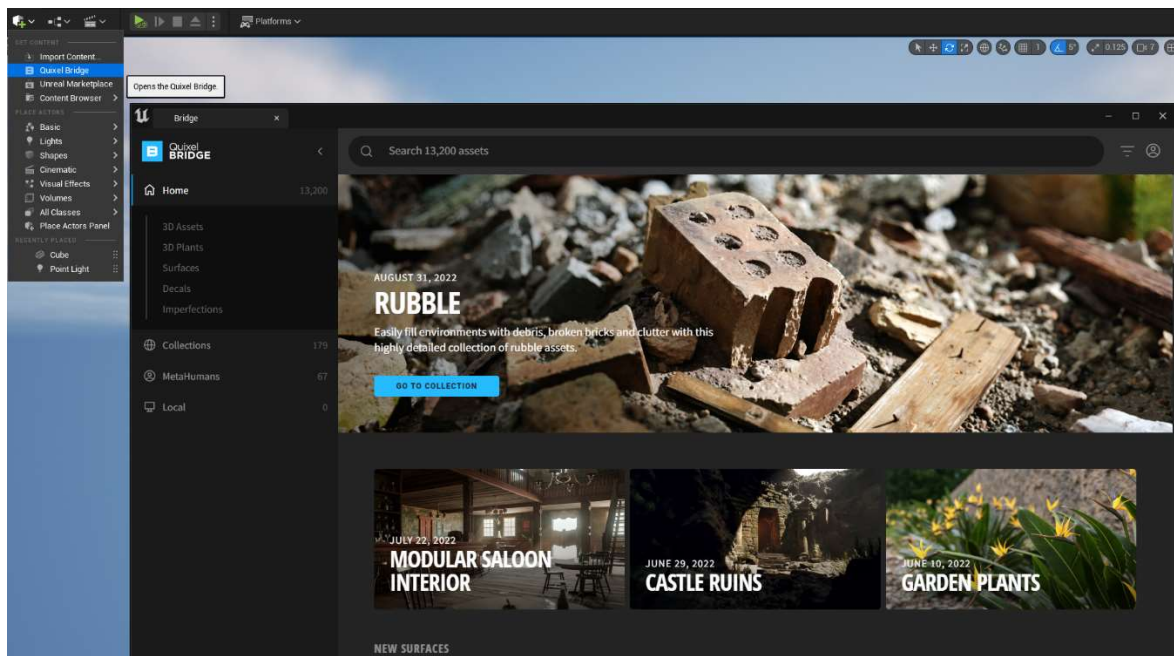 Platforms
GET CONTENT
Import Content...
Quixel Bridge
Unreal Marketplace
Content Browser
PLACE ACTORS
Basic
Lights
Shapes
Cinematic
Visual Effects
Volumes
All Classes
Place Actors Panel
RECENTLY PLACED
Cube
Point Light
Opens the Quixel Bridge.
1
5°
0.125
7
Bridge
Quixel
BRIDGE
Search 13,200 assets
Home 13,200
3D Assets
3D Plants
Surfaces
Decals
Imperfections
Collections 179
MetaHumans 67
Local 0
AUGUST 31, 2022
RUBBLE
Easily fill environments with debris, broken bricks and clutter with this
highly detailed collection of rubble assets.
GO TO COLLECTION
JULY 22, 2022
MODULAR SALOON
INTERIOR
JUNE 29, 2022
CASTLE RUINS
JUNE 10, 2022
GARDEN PLANTS
NEW SURFACES